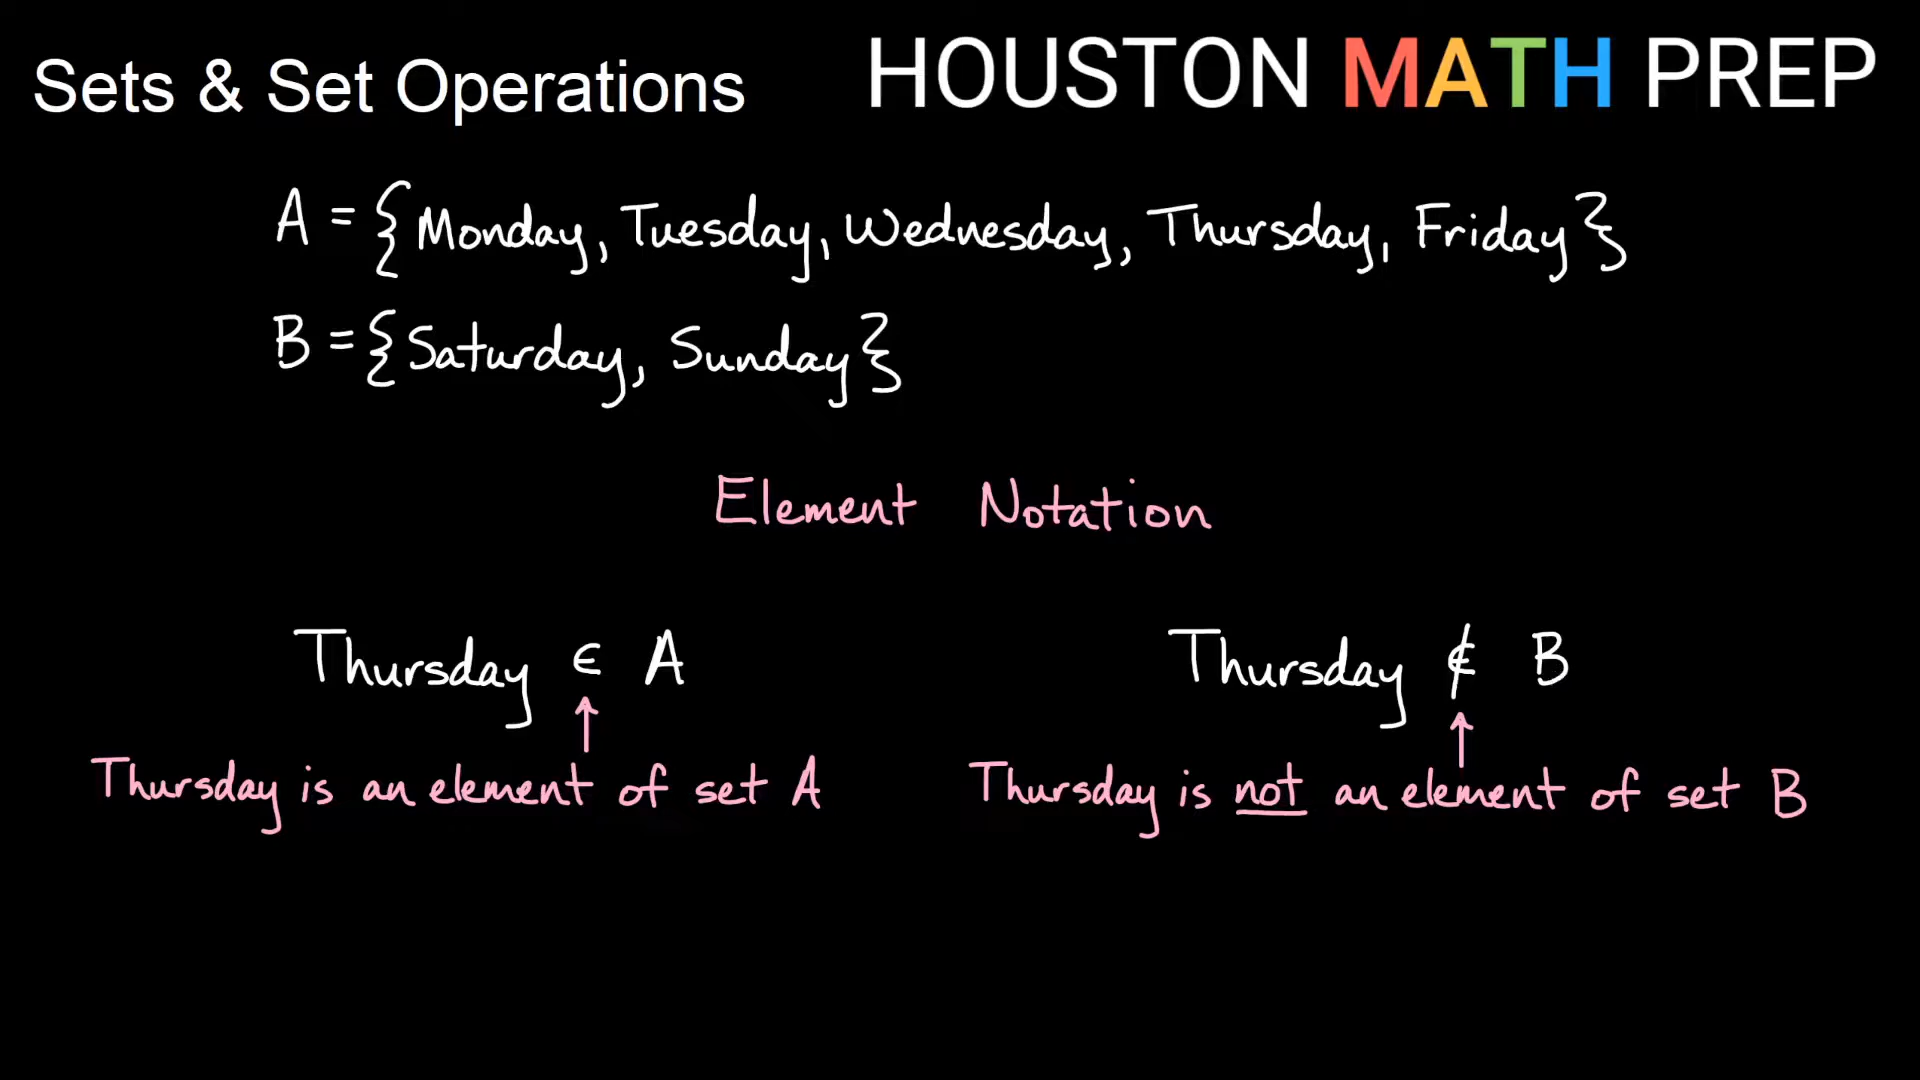 Sets & Set Operations
HOUSTON MATH PREP
A = {Monday, Tuesday, Wednesday, Thursday, Friday}
B = {Saturday, Sunday}
Element Notation
Thursday ∈ A
Thursday ∉ B
Thursday is an element of set A
Thursday is not an element of set B